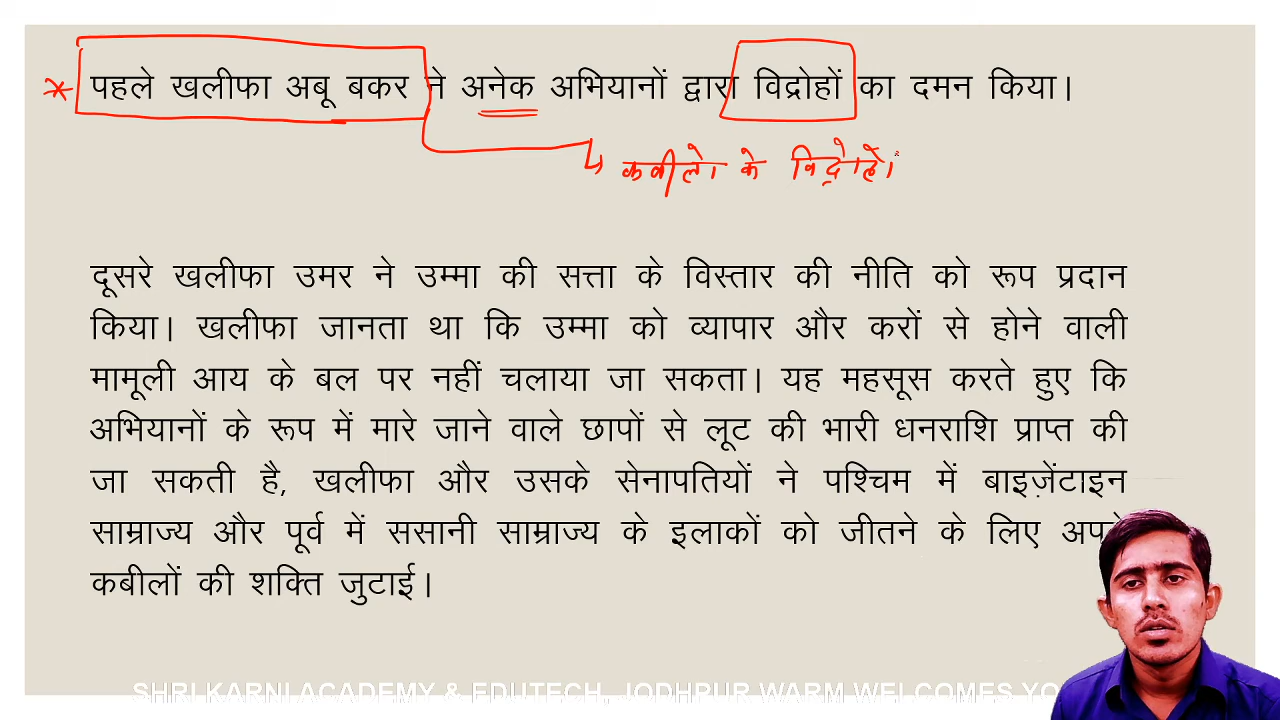 * पहले खलीफा अबू बकर ने अनेक अभियानों द्वारा विद्रोहों का दमन किया।
कबीलो के विद्रोहों
दूसरे खलीफा उमर ने उम्मा की सत्ता के विस्तार की नीति को रूप प्रदान
किया। खलीफा जानता था कि उम्मा को व्यापार और करों से होने वाली
मामूली आय के बल पर नहीं चलाया जा सकता। यह महसूस करते हुए कि
अभियानों के रूप में मारे जाने वाले छापों से लूट की भारी धनराशि प्राप्त की
जा सकती है, खलीफा और उसके सेनापतियों ने पश्चिम में बाइज़ेंटाइन
साम्राज्य और पूर्व में ससानी साम्राज्य के इलाकों को जीतने के लिए
कबीलों की शक्ति जुटाई।
SHRI KARNI ACADEMY & EDUTECH, JODHPUR WARM WELCOMES